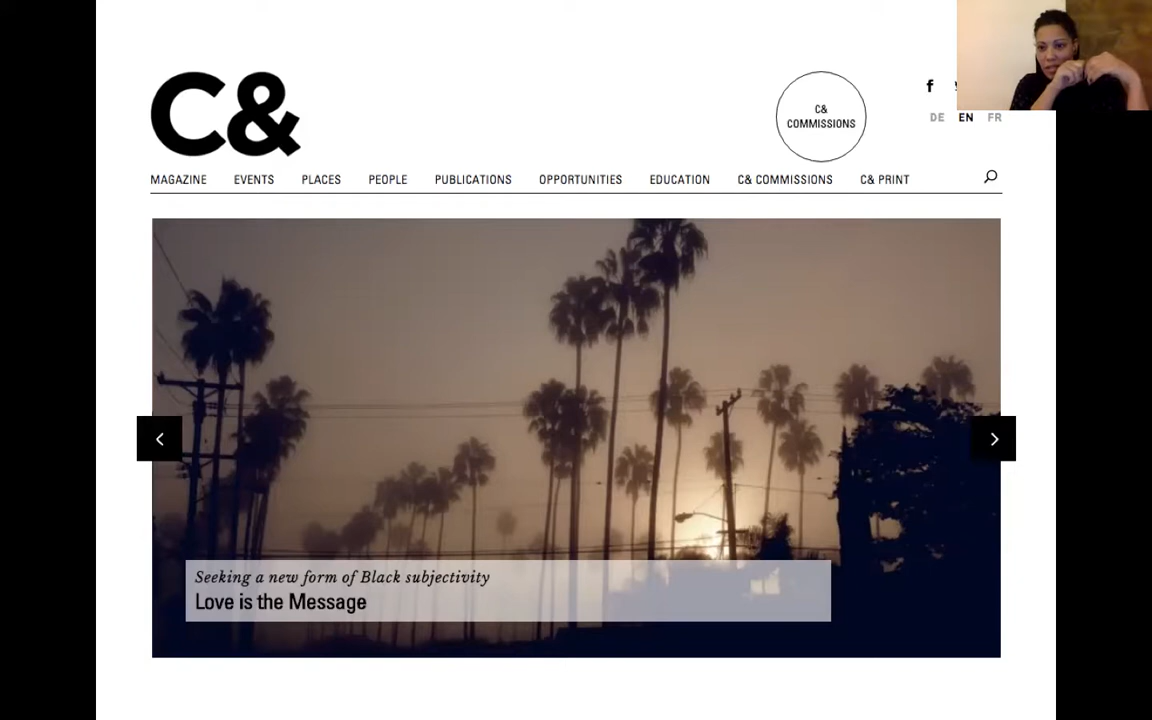 C&
C&
COMMISSIONS
f
DE EN FR
MAGAZINE EVENTS PLACES PEOPLE PUBLICATIONS OPPORTUNITIES EDUCATION C& COMMISSIONS C& PRINT
Seeking a new form of Black subjectivity
Love is the Message